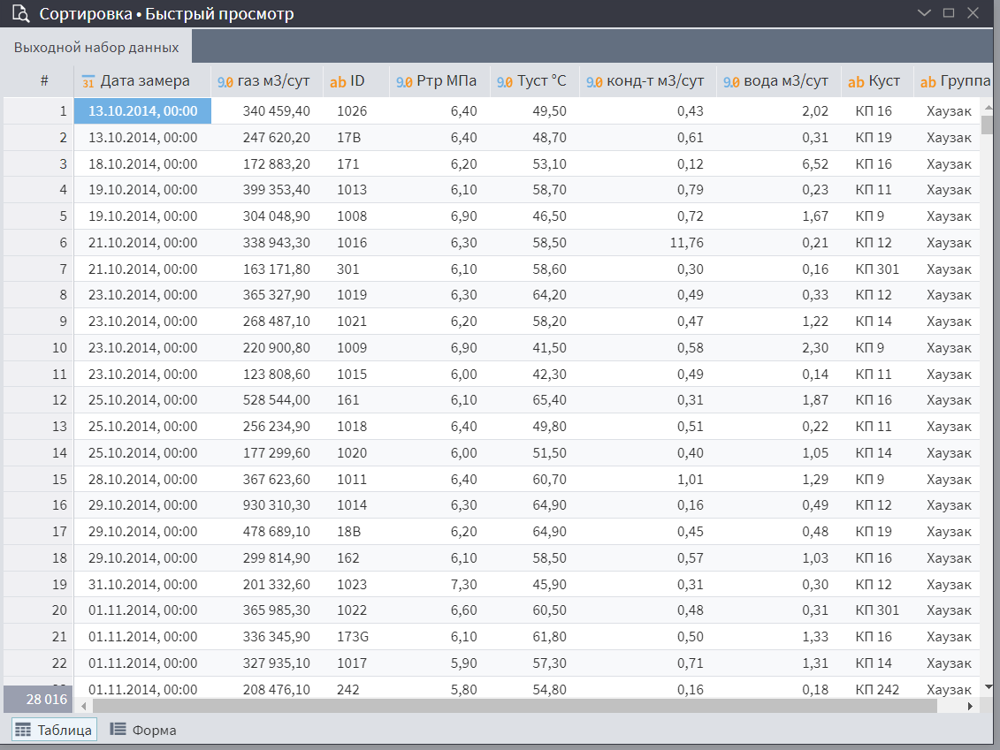 Сортировка • Быстрый просмотр
Выходной набор данных
# 31 Дата замера 9.0 газ м3/сут ab ID 9.0 Ртр МПа 9.0 Туст °C 9.0 конд-т м3/сут 9.0 вода м3/сут ab Куст ab Группа
1 13.10.2014, 00:00 340 459,40 1026 6,40 49,50 0,43 2,02 КП 16 Хаузак
2 13.10.2014, 00:00 247 620,20 17B 6,40 48,70 0,61 0,31 КП 19 Хаузак
3 18.10.2014, 00:00 172 883,20 171 6,20 53,10 0,12 6,52 КП 16 Хаузак
4 19.10.2014, 00:00 399 353,40 1013 6,10 58,70 0,79 0,23 КП 11 Хаузак
5 19.10.2014, 00:00 304 048,90 1008 6,90 46,50 0,72 1,67 КП 9 Хаузак
6 21.10.2014, 00:00 338 943,30 1016 6,30 58,50 11,76 0,21 КП 12 Хаузак
7 21.10.2014, 00:00 163 171,80 301 6,10 58,60 0,30 0,16 КП 301 Хаузак
8 23.10.2014, 00:00 365 327,90 1019 6,30 64,20 0,49 0,33 КП 12 Хаузак
9 23.10.2014, 00:00 268 487,10 1021 6,20 58,20 0,47 1,22 КП 14 Хаузак
10 23.10.2014, 00:00 220 900,80 1009 6,90 41,50 0,58 2,30 КП 9 Хаузак
11 23.10.2014, 00:00 123 808,60 1015 6,00 42,30 0,49 0,14 КП 11 Хаузак
12 25.10.2014, 00:00 528 544,00 161 6,10 65,40 0,31 1,87 КП 16 Хаузак
13 25.10.2014, 00:00 256 234,90 1018 6,40 49,80 0,51 0,22 КП 11 Хаузак
14 25.10.2014, 00:00 177 299,60 1020 6,00 51,50 0,40 1,05 КП 14 Хаузак
15 28.10.2014, 00:00 367 623,60 1011 6,40 60,70 1,01 1,29 КП 9 Хаузак
16 29.10.2014, 00:00 930 310,30 1014 6,30 64,90 0,16 0,49 КП 12 Хаузак
17 29.10.2014, 00:00 478 689,10 18B 6,20 64,90 0,45 0,48 КП 19 Хаузак
18 29.10.2014, 00:00 299 814,90 162 6,10 58,50 0,57 1,03 КП 16 Хаузак
19 31.10.2014, 00:00 201 332,60 1023 7,30 45,90 0,31 0,30 КП 12 Хаузак
20 01.11.2014, 00:00 365 985,30 1022 6,60 60,50 0,48 0,31 КП 301 Хаузак
21 01.11.2014, 00:00 336 345,90 173G 6,10 61,80 0,50 1,33 КП 16 Хаузак
22 01.11.2014, 00:00 327 935,10 1017 5,90 57,30 0,71 1,31 КП 14 Хаузак
01.11.2014, 00:00 208 476,10 242 5,80 54,80 0,16 0,18 КП 242 Хаузак
28 016
Таблица Форма